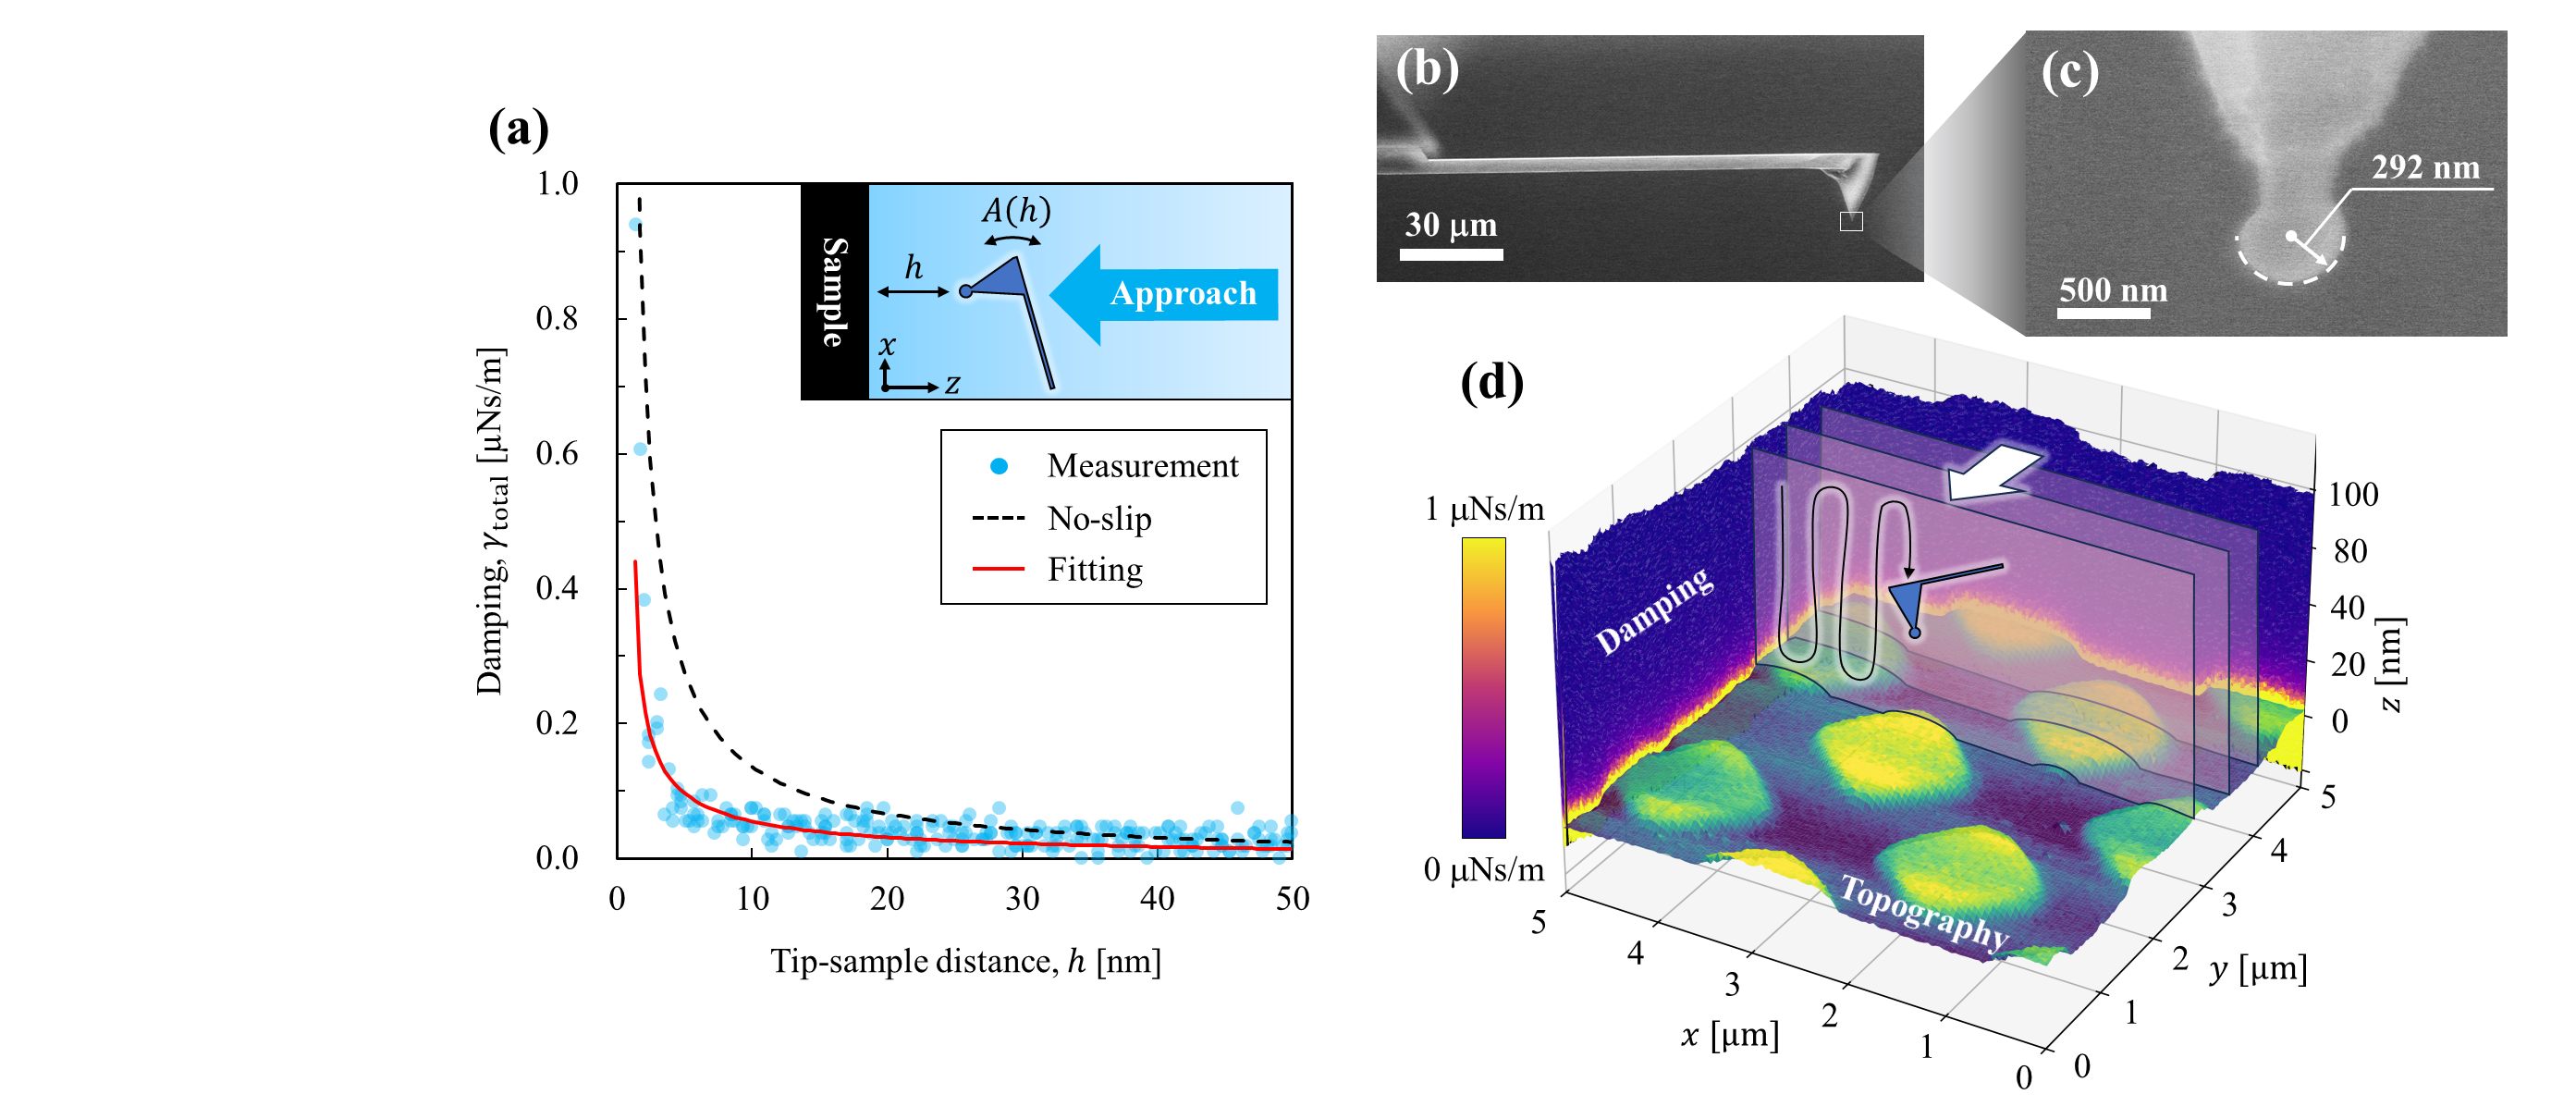 (a)
1.0
0.8
0.6
0.4
0.2
0.0
Damping, γtotal [μNs/m]
0
10
20
30
40
50
Tip-sample distance, h [nm]
Sample
A(h)
h
x
z
Approach
Measurement
No-slip
Fitting
(b)
30 μm
(c)
292 nm
500 nm
(d)
1 μNs/m
0 μNs/m
Damping
Topography
100
80
40
20
0
z [nm]
5
4
3
2
1
0
y [μm]
5
4
3
2
1
0
x [μm]